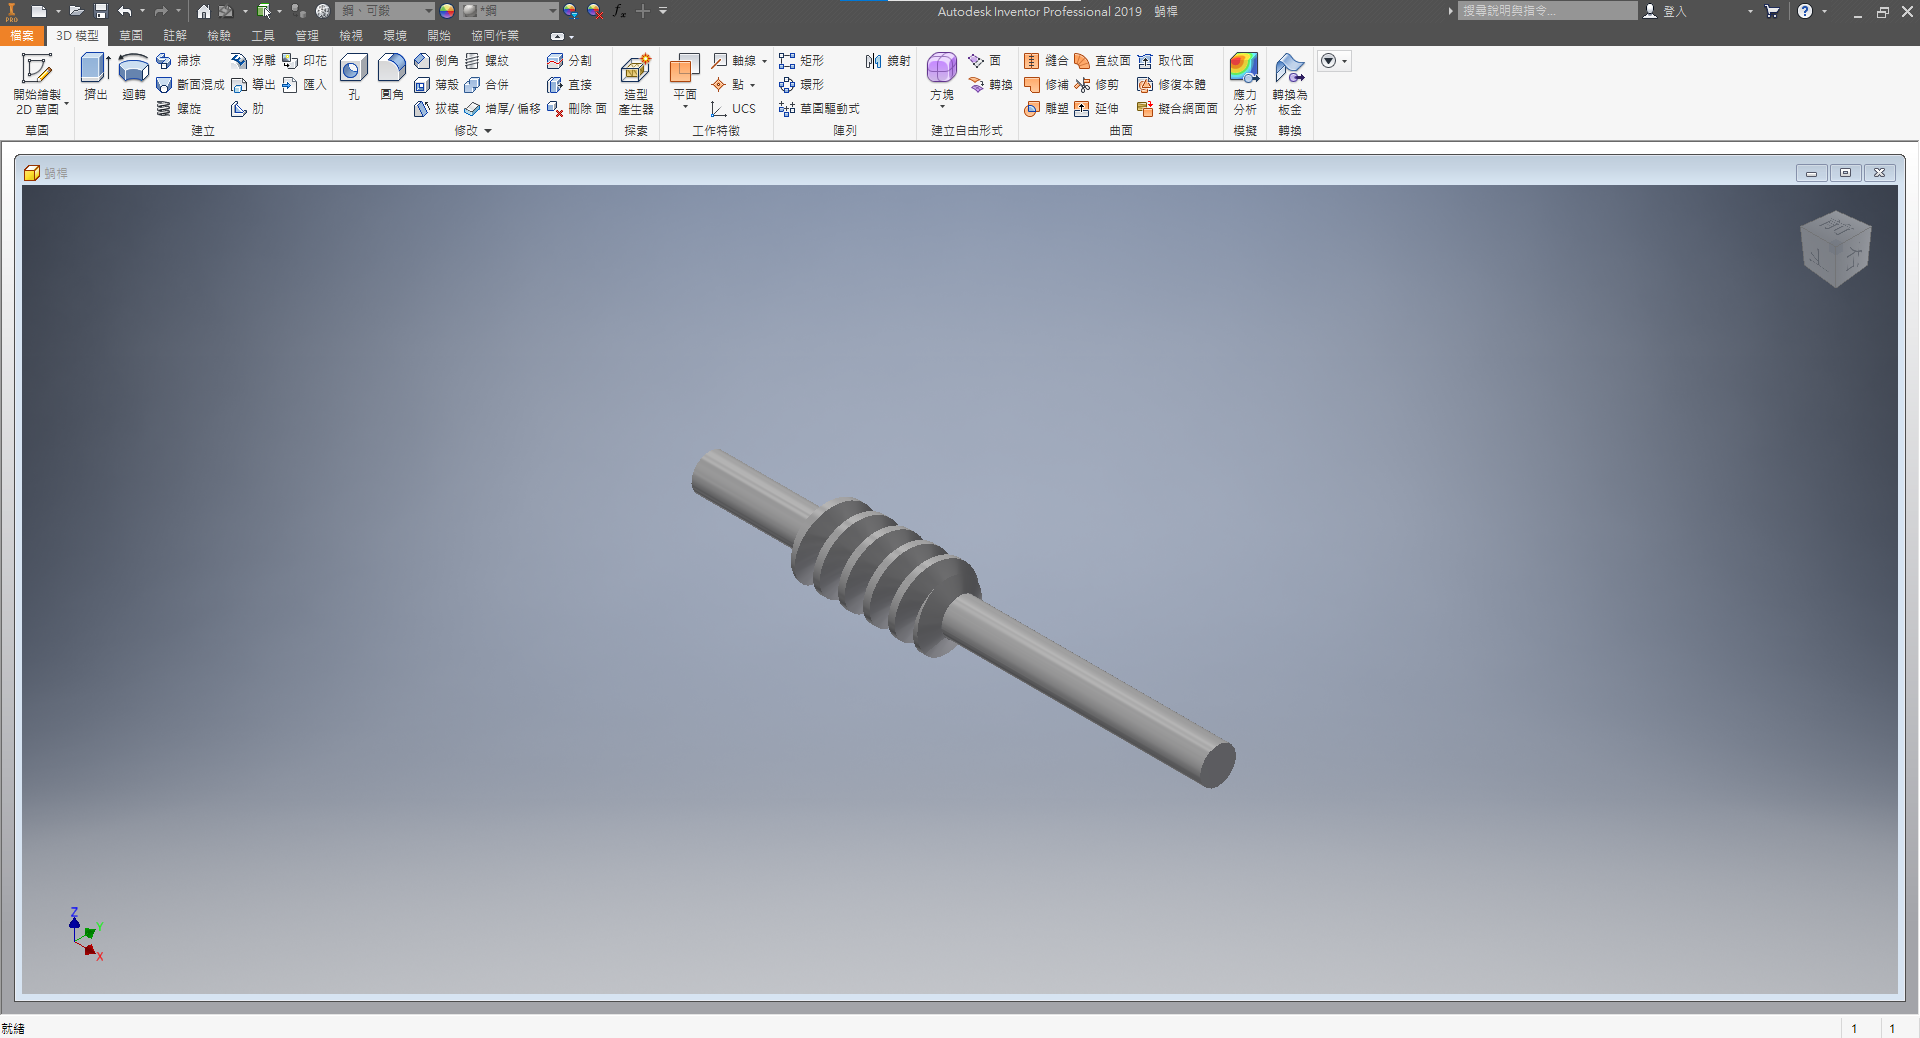 PRO
鋼、可鍛
*鋼
fx
Autodesk Inventor Professional 2019 蝸桿
搜尋說明與指令...
登入
檔案 3D 模型 草圖 註解 檢驗 工具 管理 檢視 環境 開始 協同作業
開始繪製
2D 草圖
草圖
擠出
迴轉
掃掠
斷面混成
螺旋
浮雕
導出
肋
印花
匯入
建立
孔
圓角
倒角
薄殼
拔模
螺紋
合併
增厚/偏移
分割
直接
刪除 面
修改
造型
產生器
探索
平面
軸線
點
UCS
工作特徵
矩形
環形
草圖驅動式
鏡射
陣列
方塊
面
轉換
建立自由形式
縫合
修補
雕塑
直紋面
修剪
延伸
取代面
修復本體
擬合網面面
曲面
應力
分析
模擬
轉換為
板金
轉換
蝸桿
前
上
右
Z
Y
X
就緒
1 1